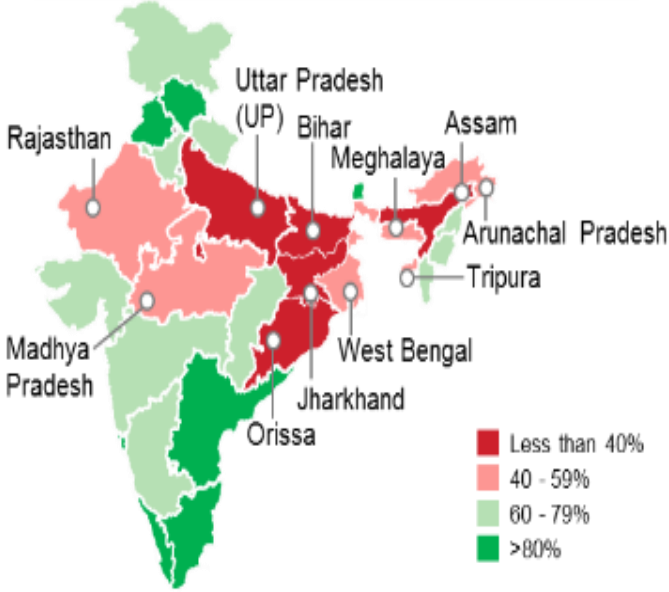 Uttar Pradesh
(UP)
Bihar
Assam
Rajasthan
Meghalaya
Arunachal Pradesh
Tripura
Madhya
Pradesh
West Bengal
Jharkhand
Orissa
Less than 40%
40 - 59%
60 - 79%
>80%